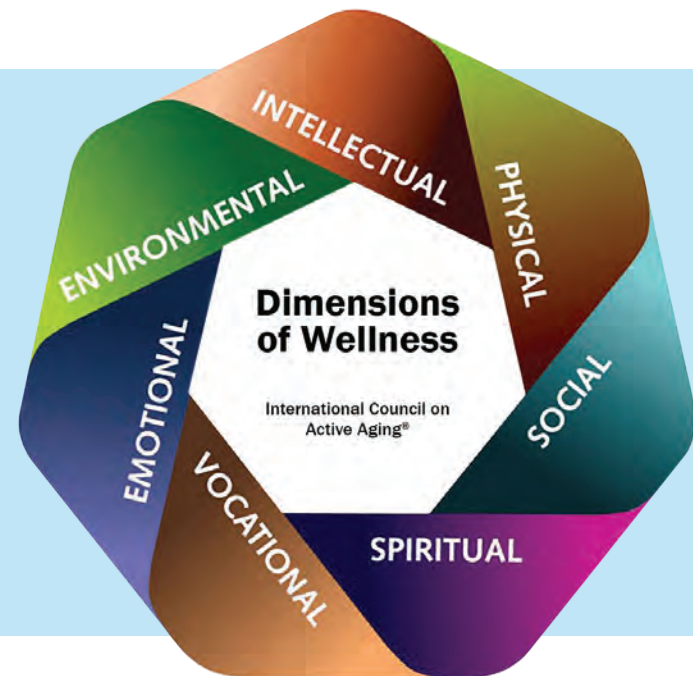 INTELLECTUAL
PHYSICAL
SOCIAL
SPIRITUAL
VOCATIONAL
EMOTIONAL
ENVIRONMENTAL
Dimensions
of Wellness
International Council on
Active Aging®